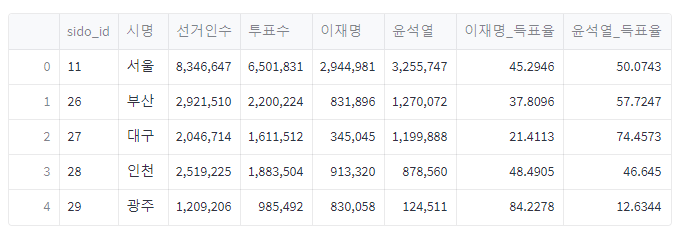 sido_id 시명 선거인수 투표수 이재명 윤석열 이재명_득표율 윤석열_득표율
0 11 서울 8,346,647 6,501,831 2,944,981 3,255,747 45.2946 50.0743
1 26 부산 2,921,510 2,200,224 831,896 1,270,072 37.8096 57.7247
2 27 대구 2,046,714 1,611,512 345,045 1,199,888 21.4113 74.4573
3 28 인천 2,519,225 1,883,504 913,320 878,560 48.4905 46.645
4 29 광주 1,209,206 985,492 830,058 124,511 84.2278 12.6344